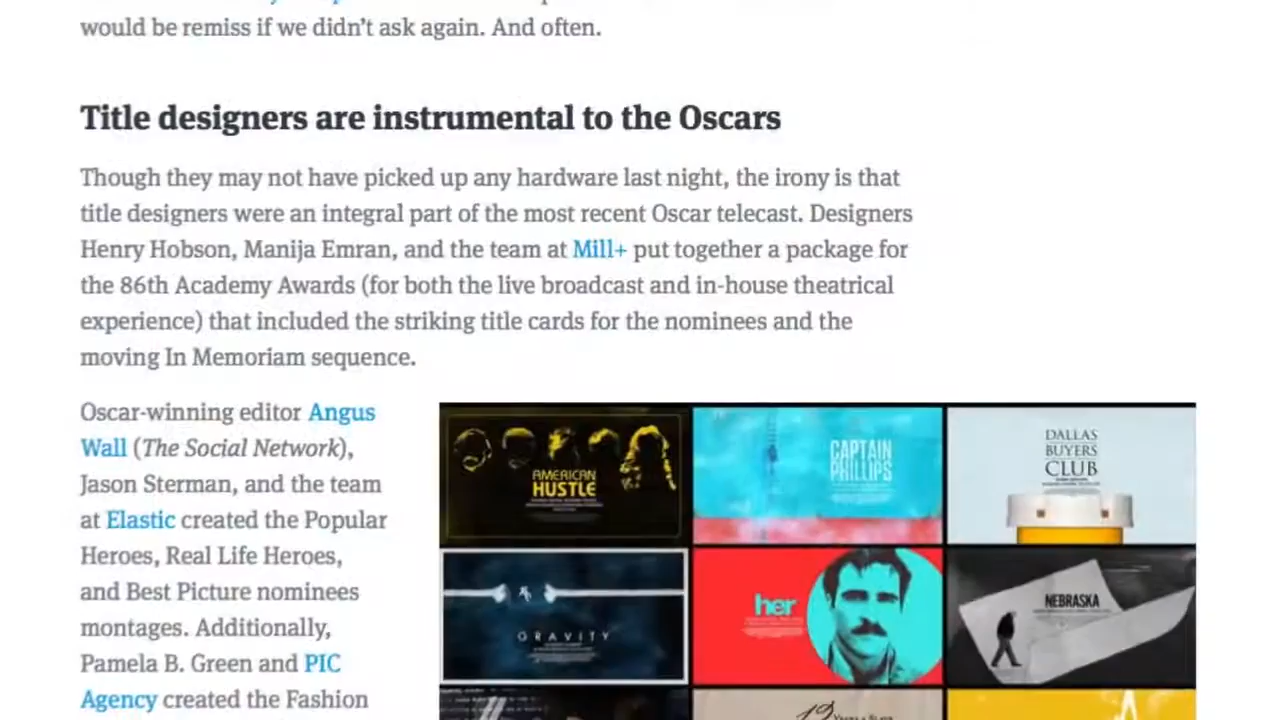 would be remiss if we didn't ask again. And often.
Title designers are instrumental to the Oscars
Though they may not have picked up any hardware last night, the irony is that
title designers were an integral part of the most recent Oscar telecast. Designers
Henry Hobson, Manija Emran, and the team at Mill+ put together a package for
the 86th Academy Awards (for both the live broadcast and in-house theatrical
experience) that included the striking title cards for the nominees and the
moving In Memoriam sequence.
Oscar-winning editor Angus
Wall (The Social Network),
Jason Sterman, and the team
at Elastic created the Popular
Heroes, Real Life Heroes,
and Best Picture nominees
montages. Additionally,
Pamela B. Green and PIC
Agency created the Fashion
AMERICAN
HUSTLE
CAPTAIN
PHILLIPS
DALLAS
BUYERS
CLUB
GRAVITY
her
NEBRASKA
12